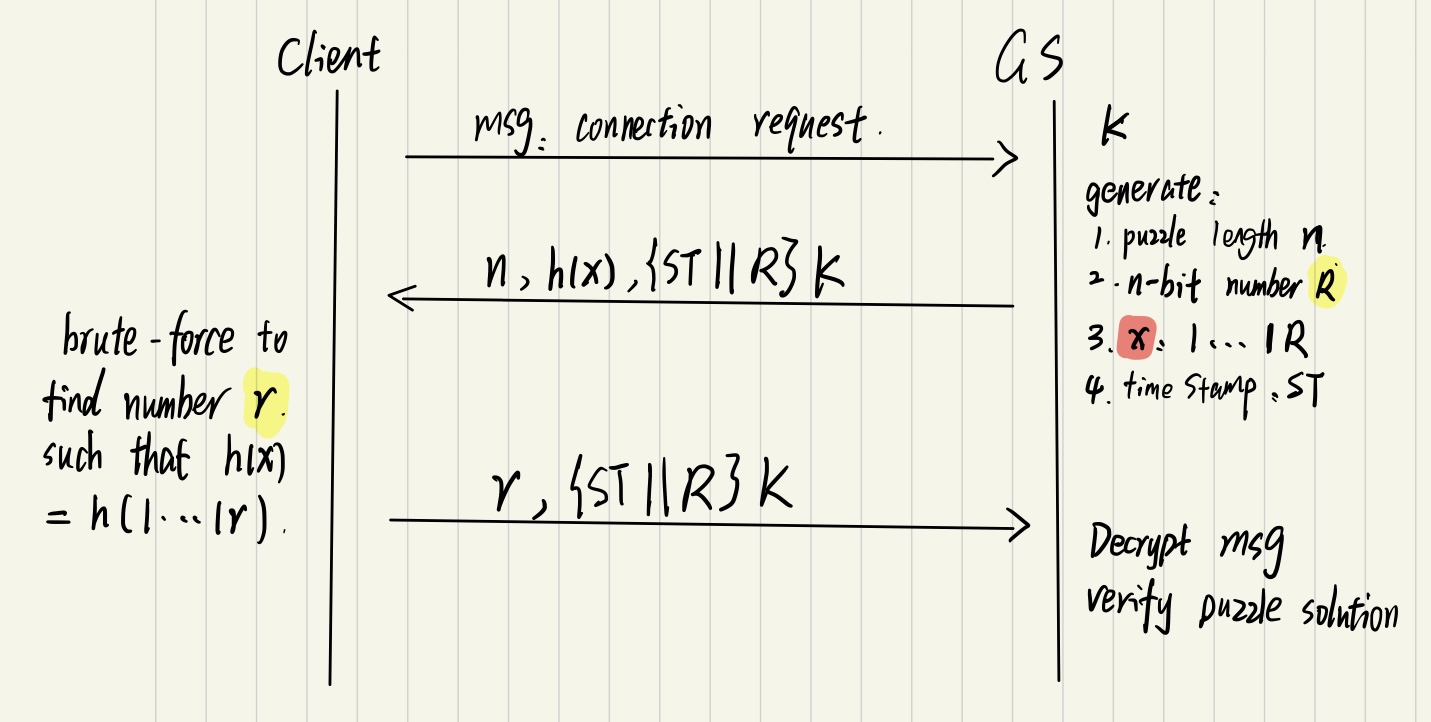 Client
GS
msg: connection request.
K
generate:
1. puzzle length n.
2. n-bit number R
3. x: 1... 1R
4. time stamp: ST
n, h(x), {ST||R}K
brute-force to
find number r.
such that h(x)
= h(1...1r).
r, {ST||R}K
Decrypt msg
verify puzzle solution